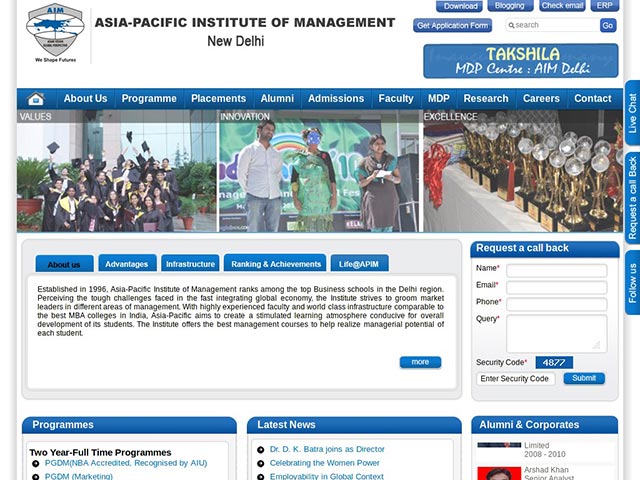 AIM
We Shape Futures
ASIA-PACIFIC INSTITUTE OF MANAGEMENT
New Delhi
Download
Blogging
Check email
ERP
Get Application Form
search
Go
TAKSHILA
MDP Centre : AIM Delhi
About Us
Programme
Placements
Alumni
Admissions
Faculty
MDP
Research
Careers
Contact
VALUES
INNOVATION
EXCELLENCE
Live Chat
Request a call Back
Follow us
About us
Advantages
Infrastructure
Ranking & Achievements
Life@APIM
Established in 1996, Asia-Pacific Institute of Management ranks among the top Business schools in the Delhi region.
Perceiving the tough challenges faced in the fast integrating global economy, the Institute strives to groom market
leaders in different areas of management. With highly experienced faculty and world class infrastructure comparable to
the best MBA colleges in India, Asia-Pacific aims to create a stimulated learning atmosphere conducive for overall
development of its students. The Institute offers the best management courses to help realize managerial potential of
each student.
more
Request a call back
Name*
Email*
Phone*
Query*
Security Code*
4877
Enter Security Code
Submit
Programmes
Two Year-Full Time Programmes
PGDM(NBA Accredited, Recognised by AIU)
PGDM (Marketing)
Latest News
Dr. D. K. Batra joins as Director
Celebrating the Women Power
Employability in Global Context
Alumni & Corporates
Limited
2008 - 2010
Arshad Khan
Senior Analyst